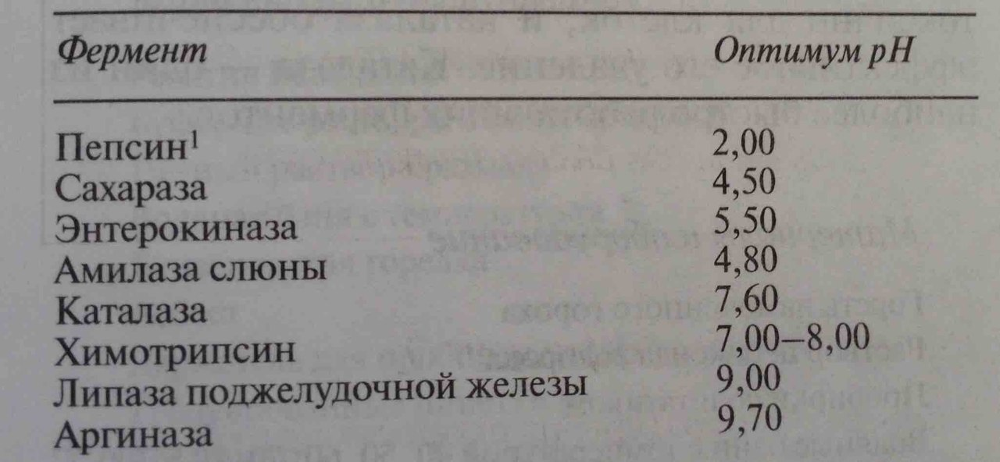 Фермент Оптимум pH
Пепсин¹ 2,00
Сахараза 4,50
Энтерокиназа 5,50
Амилаза слюны 4,80
Каталаза 7,60
Химотрипсин 7,00–8,00
Липаза поджелудочной железы 9,00
Аргиназа 9,70